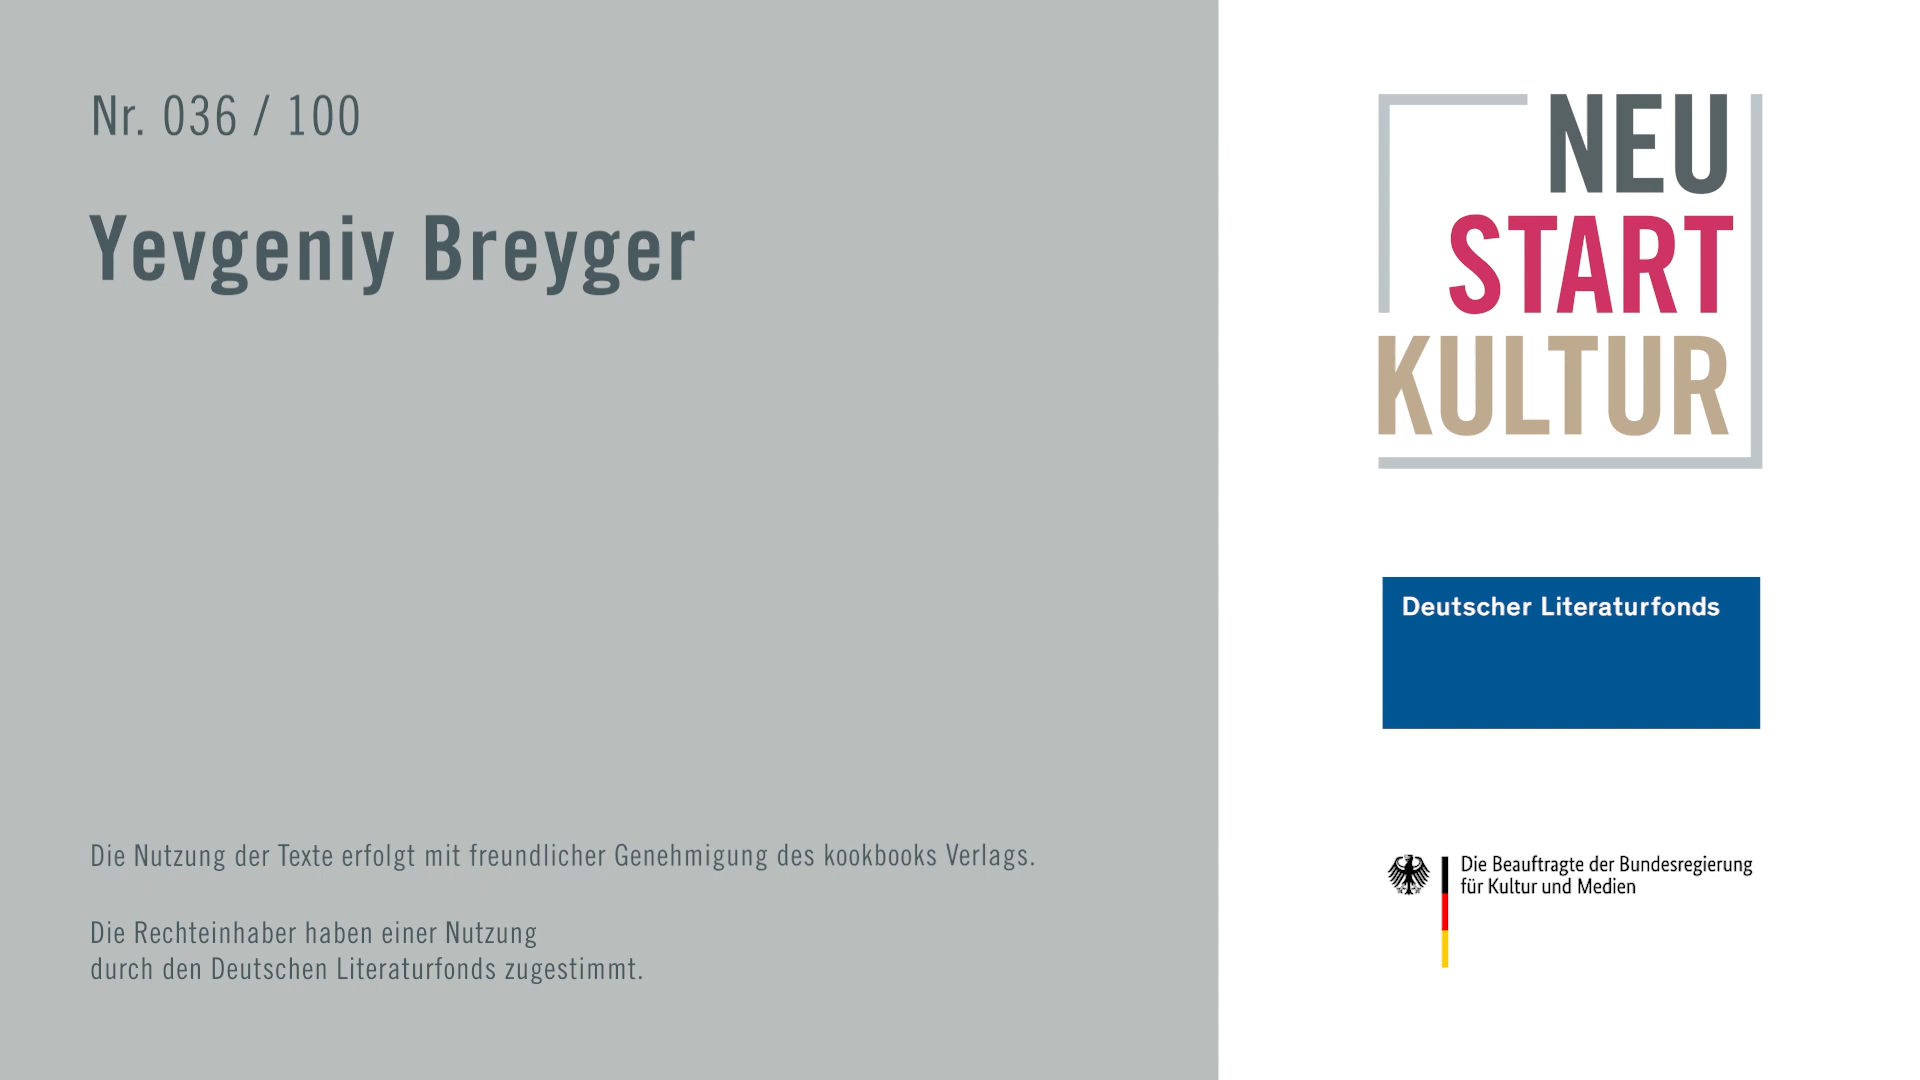 Nr. 036 / 100
Yevgeniy Breyger
Die Nutzung der Texte erfolgt mit freundlicher Genehmigung des kookbooks Verlags.
Die Rechteinhaber haben einer Nutzung
durch den Deutschen Literaturfonds zugestimmt.
NEU
START
KULTUR
Deutscher Literaturfonds
Die Beauftragte der Bundesregierung
für Kultur und Medien